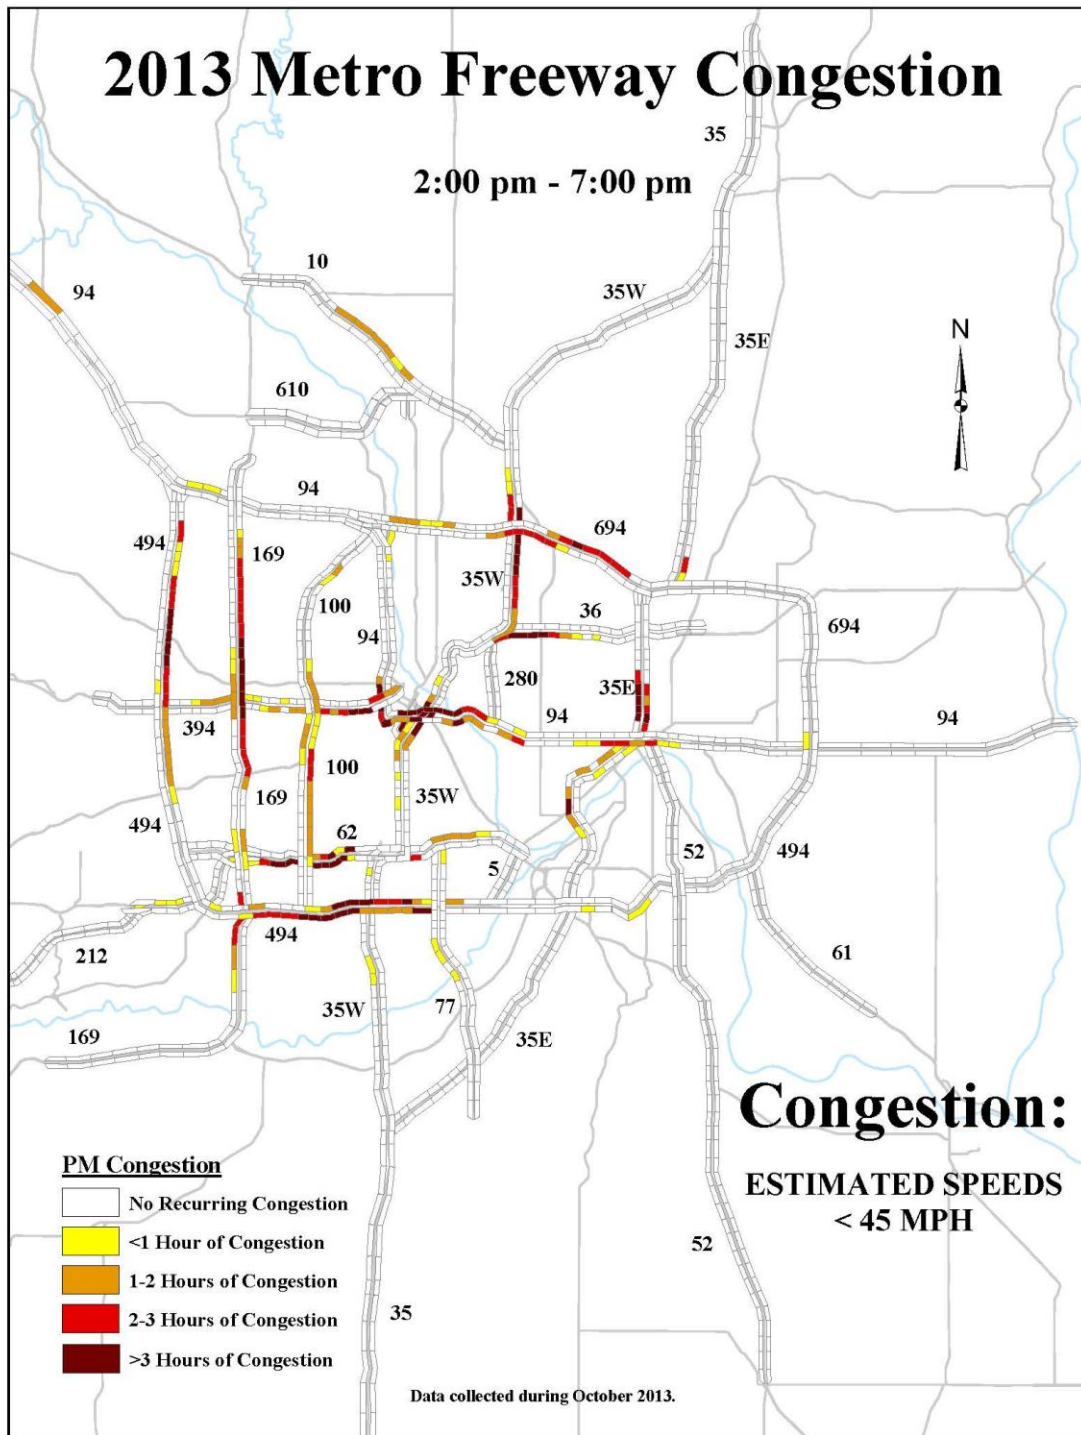 2013 Metro Freeway Congestion
35
2:00 pm - 7:00 pm
10
94
35W
N
35E
610
94
494
169
694
35W
100
36
94
694
280
35E
394
94
94
100
169
35W
494
62
52
494
5
494
212
61
35W
77
169
35E
Congestion:
ESTIMATED SPEEDS
< 45 MPH
PM Congestion
No Recurring Congestion
<1 Hour of Congestion
1-2 Hours of Congestion
2-3 Hours of Congestion
>3 Hours of Congestion
52
35
Data collected during October 2013.